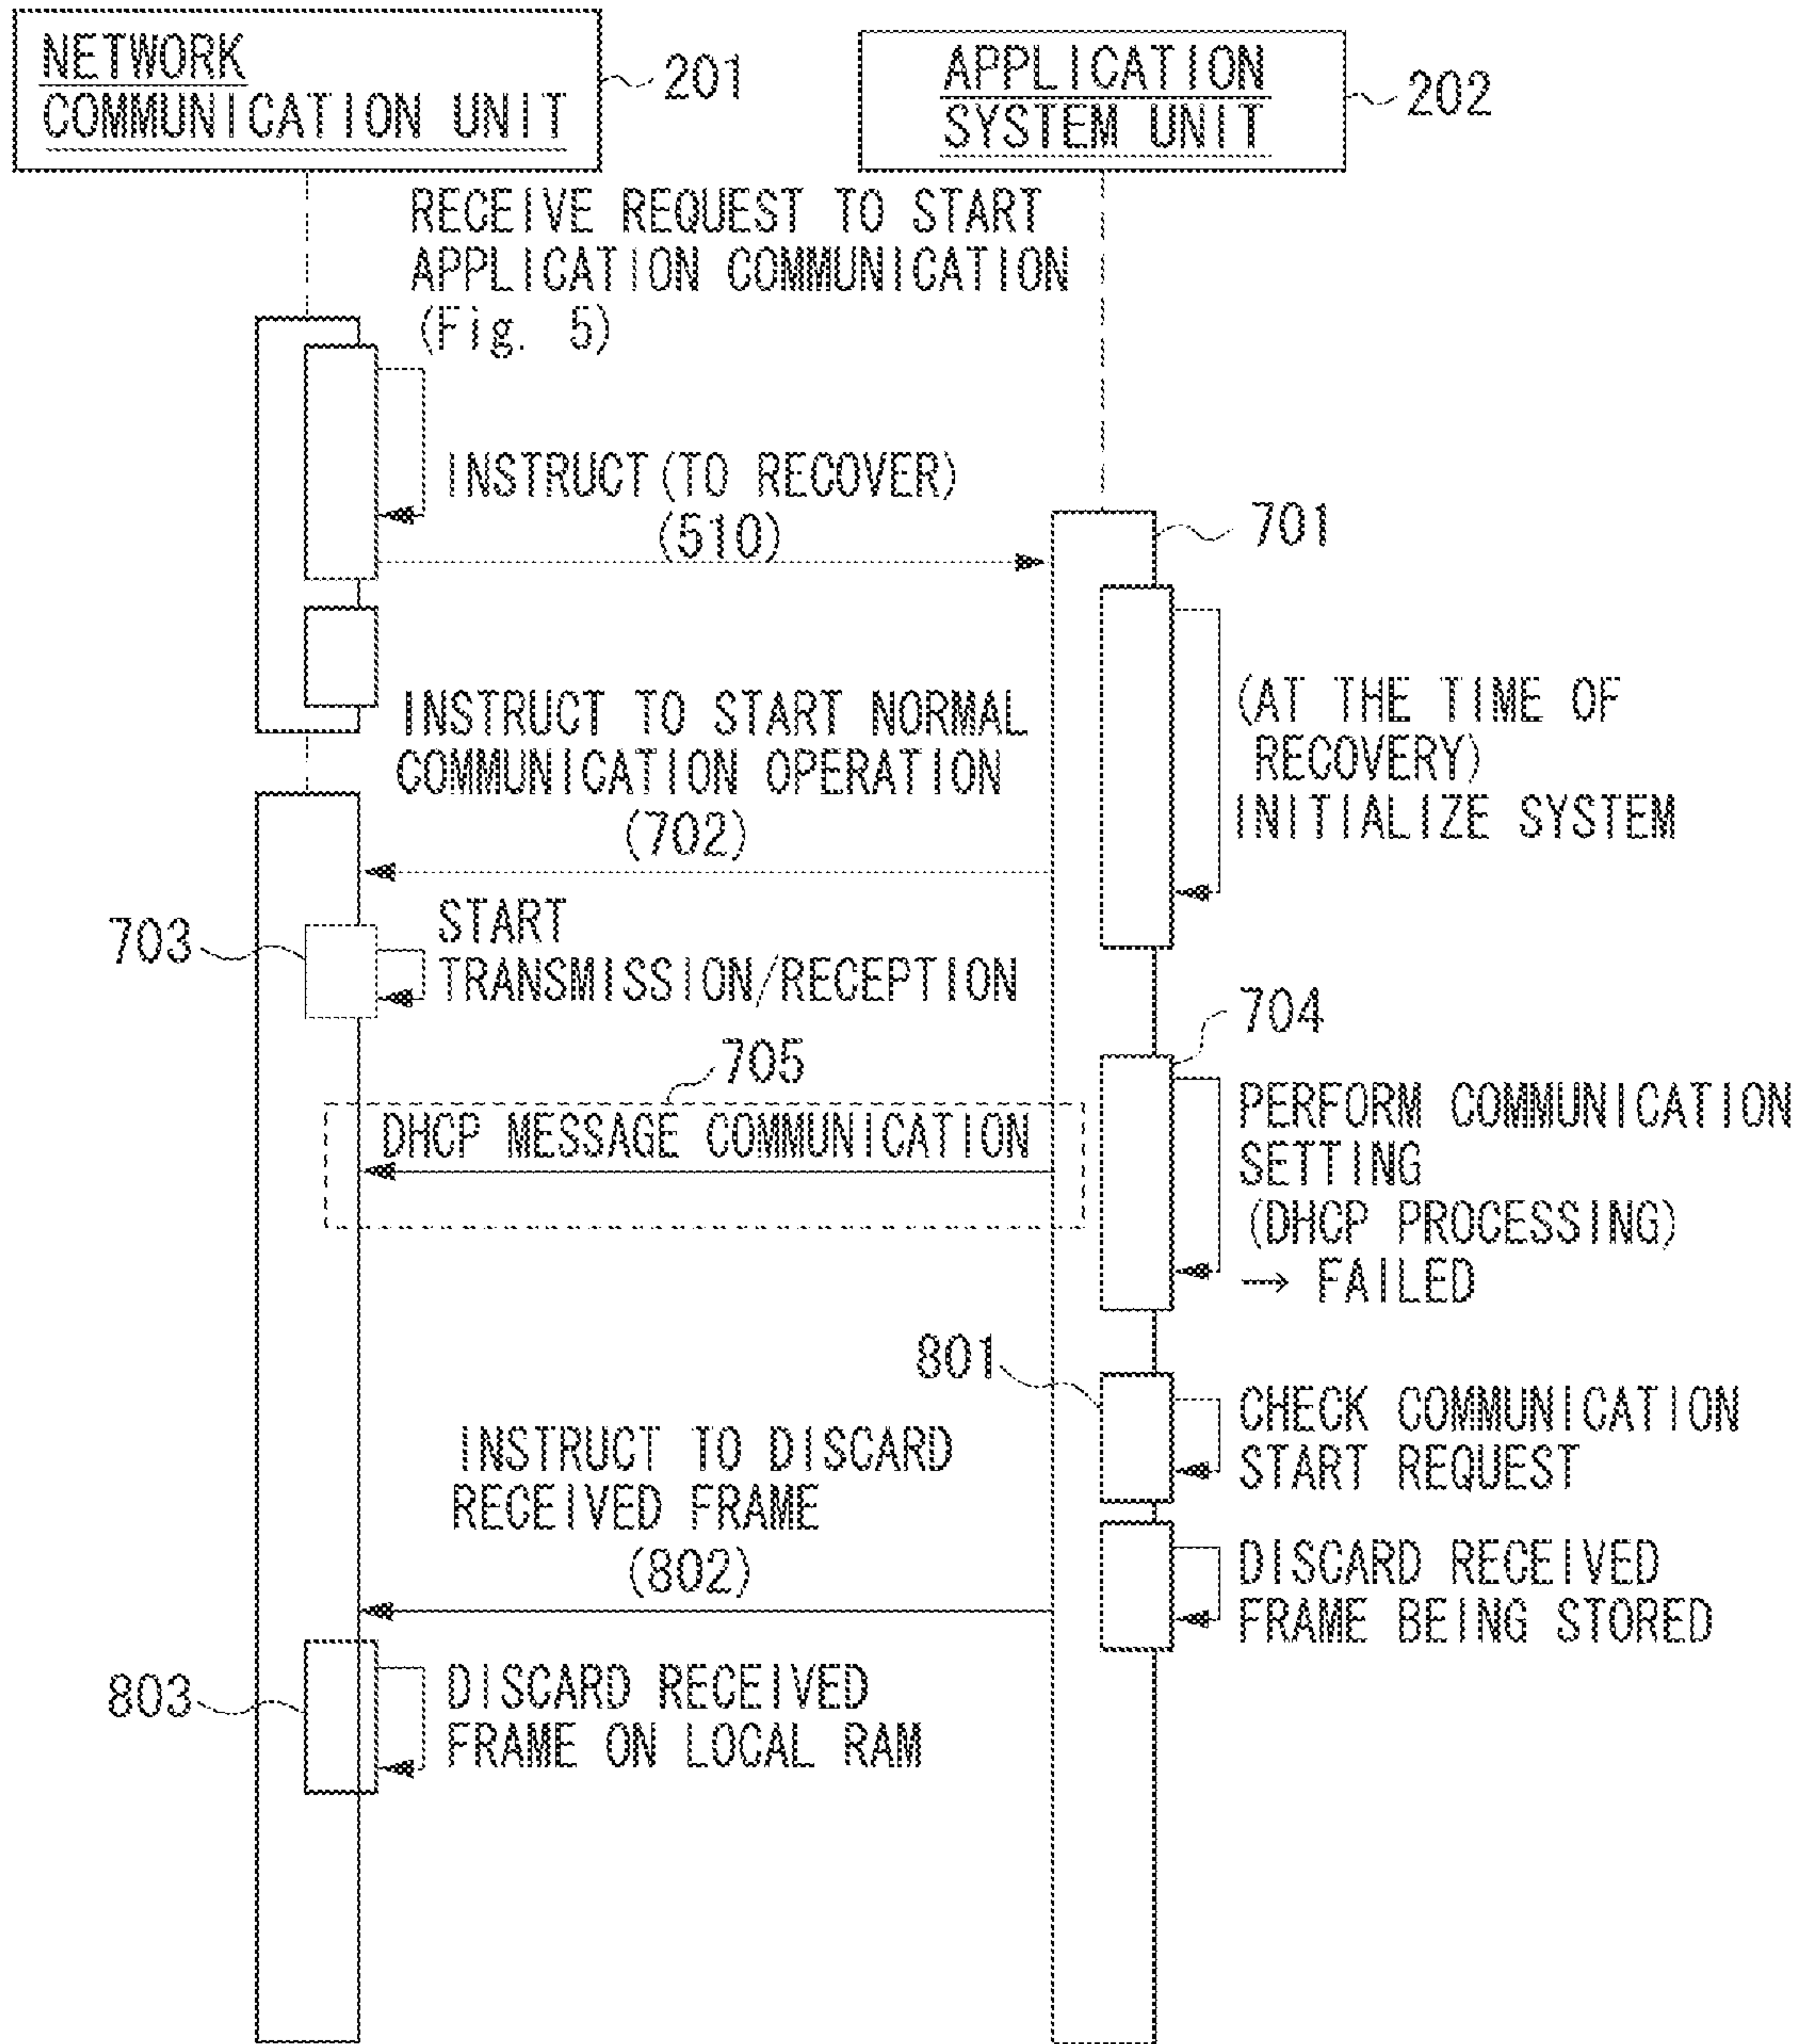 NETWORK
COMMUNICATION UNIT
201
APPLICATION
SYSTEM UNIT
202
RECEIVE REQUEST TO START
APPLICATION COMMUNICATION
(Fig. 5)
INSTRUCT(TO RECOVER)
(510)
701
(AT THE TIME OF
RECOVERY)
INITIALIZE SYSTEM
INSTRUCT TO START NORMAL
COMMUNICATION OPERATION
(702)
703
START
TRANSMISSION/RECEPTION
704
705
DHCP MESSAGE COMMUNICATION
PERFORM COMMUNICATION
SETTING
(DHCP PROCESSING)
→ FAILED
801
CHECK COMMUNICATION
START REQUEST
INSTRUCT TO DISCARD
RECEIVED FRAME
(802)
DISCARD RECEIVED
FRAME BEING STORED
803
DISCARD RECEIVED
FRAME ON LOCAL RAM